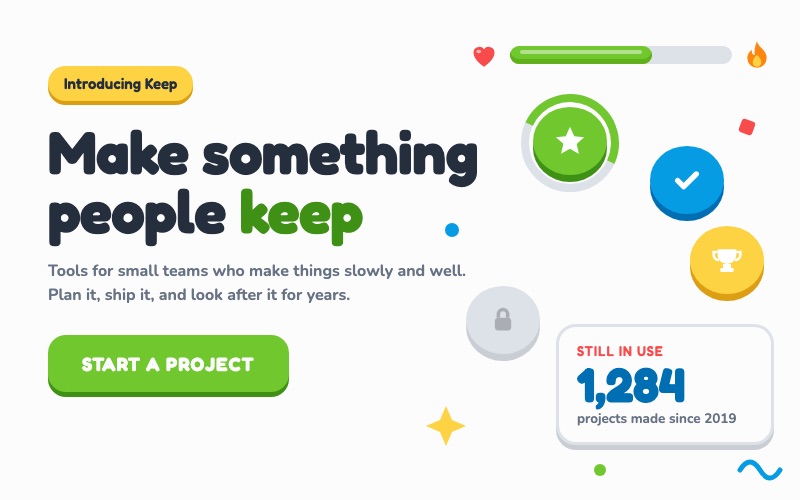 Introducing Keep
Make something
people keep
Tools for small teams who make things slowly and well.
Plan it, ship it, and look after it for years.
START A PROJECT
STILL IN USE
1,284
projects made since 2019